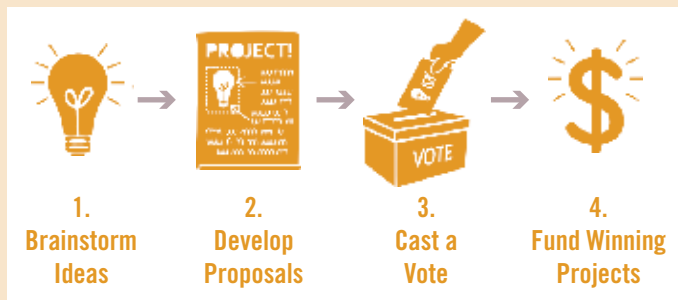 PROJECT!
VOTE
1.
Brainstorm
Ideas
2.
Develop
Proposals
3.
Cast a
Vote
4.
Fund Winning
Projects